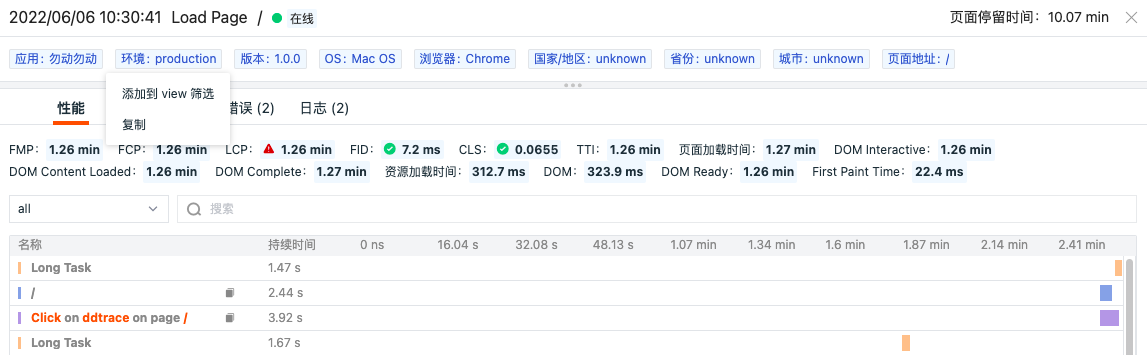 2022/06/06 10:30:41 Load Page / 在线 页面停留时间：10.07 min
应用：勿动勿动 环境：production 版本：1.0.0 OS：Mac OS 浏览器：Chrome 国家/地区：unknown 省份：unknown 城市：unknown 页面地址：/
添加到 view 筛选
性能 错误 (2) 日志 (2)
复制
FMP： 1.26 min FCP： 1.26 min LCP： 1.26 min FID： 7.2 ms CLS： 0.0655 TTI： 1.26 min 页面加载时间： 1.27 min DOM Interactive： 1.26 min
DOM Content Loaded： 1.26 min DOM Complete： 1.27 min 资源加载时间： 312.7 ms DOM： 323.9 ms DOM Ready： 1.26 min First Paint Time： 22.4 ms
all 搜索
名称 持续时间 0 ns 16.04 s 32.08 s 48.13 s 1.07 min 1.34 min 1.6 min 1.87 min 2.14 min 2.41 min
Long Task 1.47 s
/ 2.44 s
Click on ddtrace on page / 3.92 s
Long Task 1.67 s